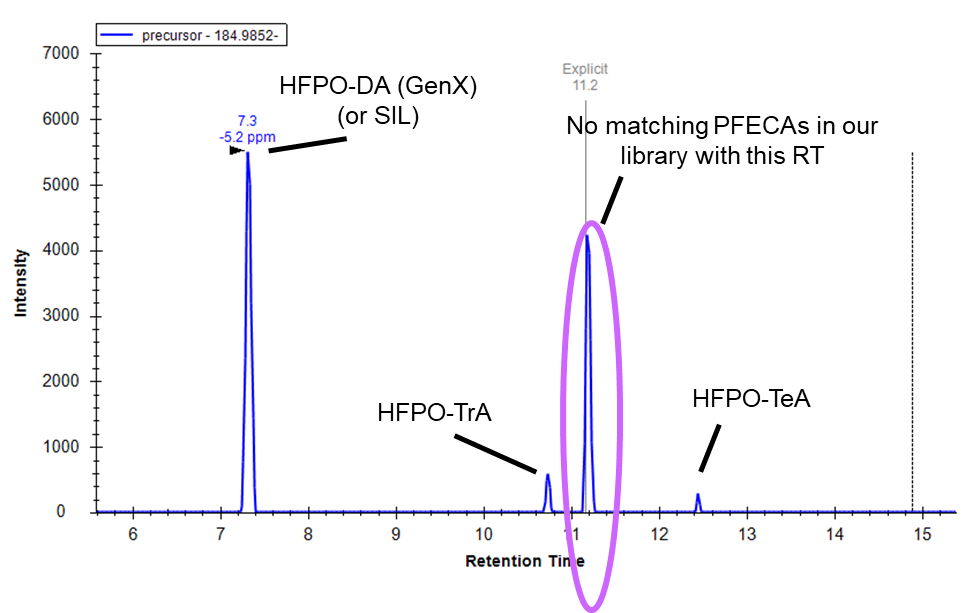 precursor - 184.9852-
7000
6000
5000
4000
3000
2000
1000
0
Intensity
7.3
-5.2 ppm
HFPO-DA (GenX)
(or SIL)
Explicit
11.2
No matching PFECAs in our
library with this RT
HFPO-TrA
HFPO-TeA
6 7 8 9 10 11 12 13 14 15
Retention Time